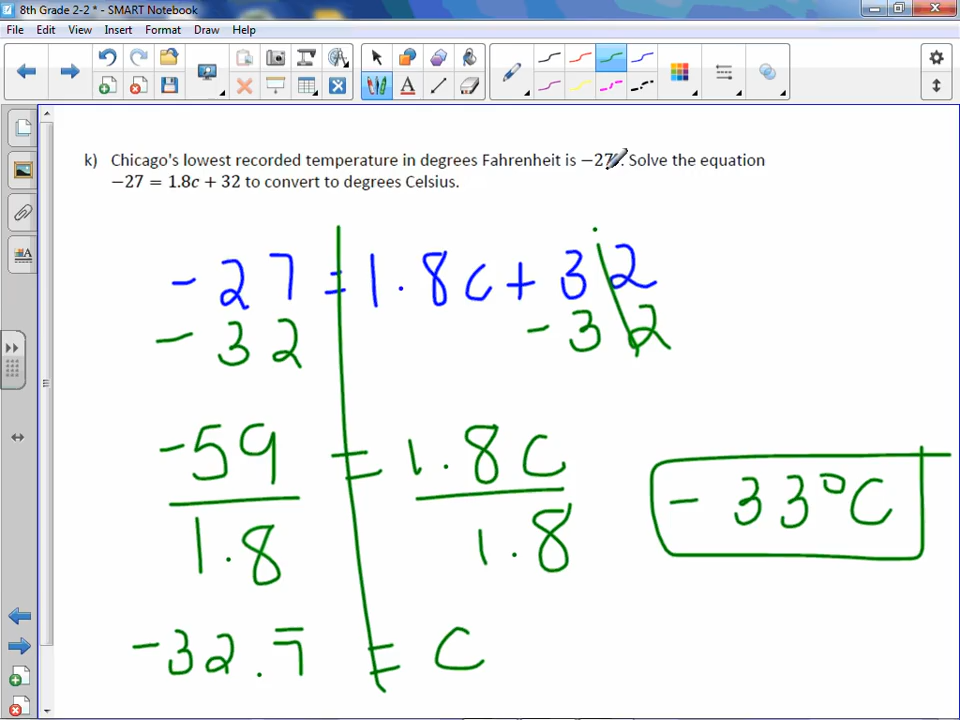 8th Grade 2-2 * - SMART Notebook
File Edit View Insert Format Draw Help
k) Chicago's lowest recorded temperature in degrees Fahrenheit is −27. Solve the equation
−27 = 1.8c + 32 to convert to degrees Celsius.
-27 = 1.8c + 32
-32 -32
-59 = 1.8c
1.8 1.8
-33°C
-32.7̅ = c